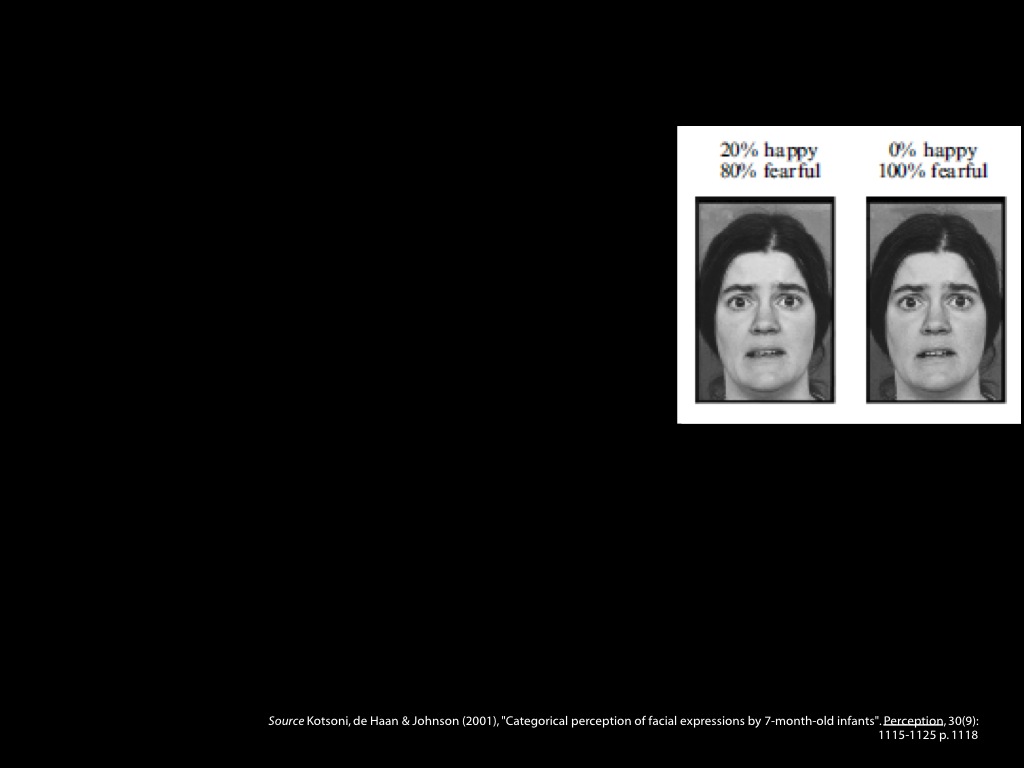 20% happy 0% happy
80% fearful 100% fearful
Source Kotsoni, de Haan & Johnson (2001), "Categorical perception of facial expressions by 7-month-old infants". Perception, 30(9):
1115-1125 p. 1118